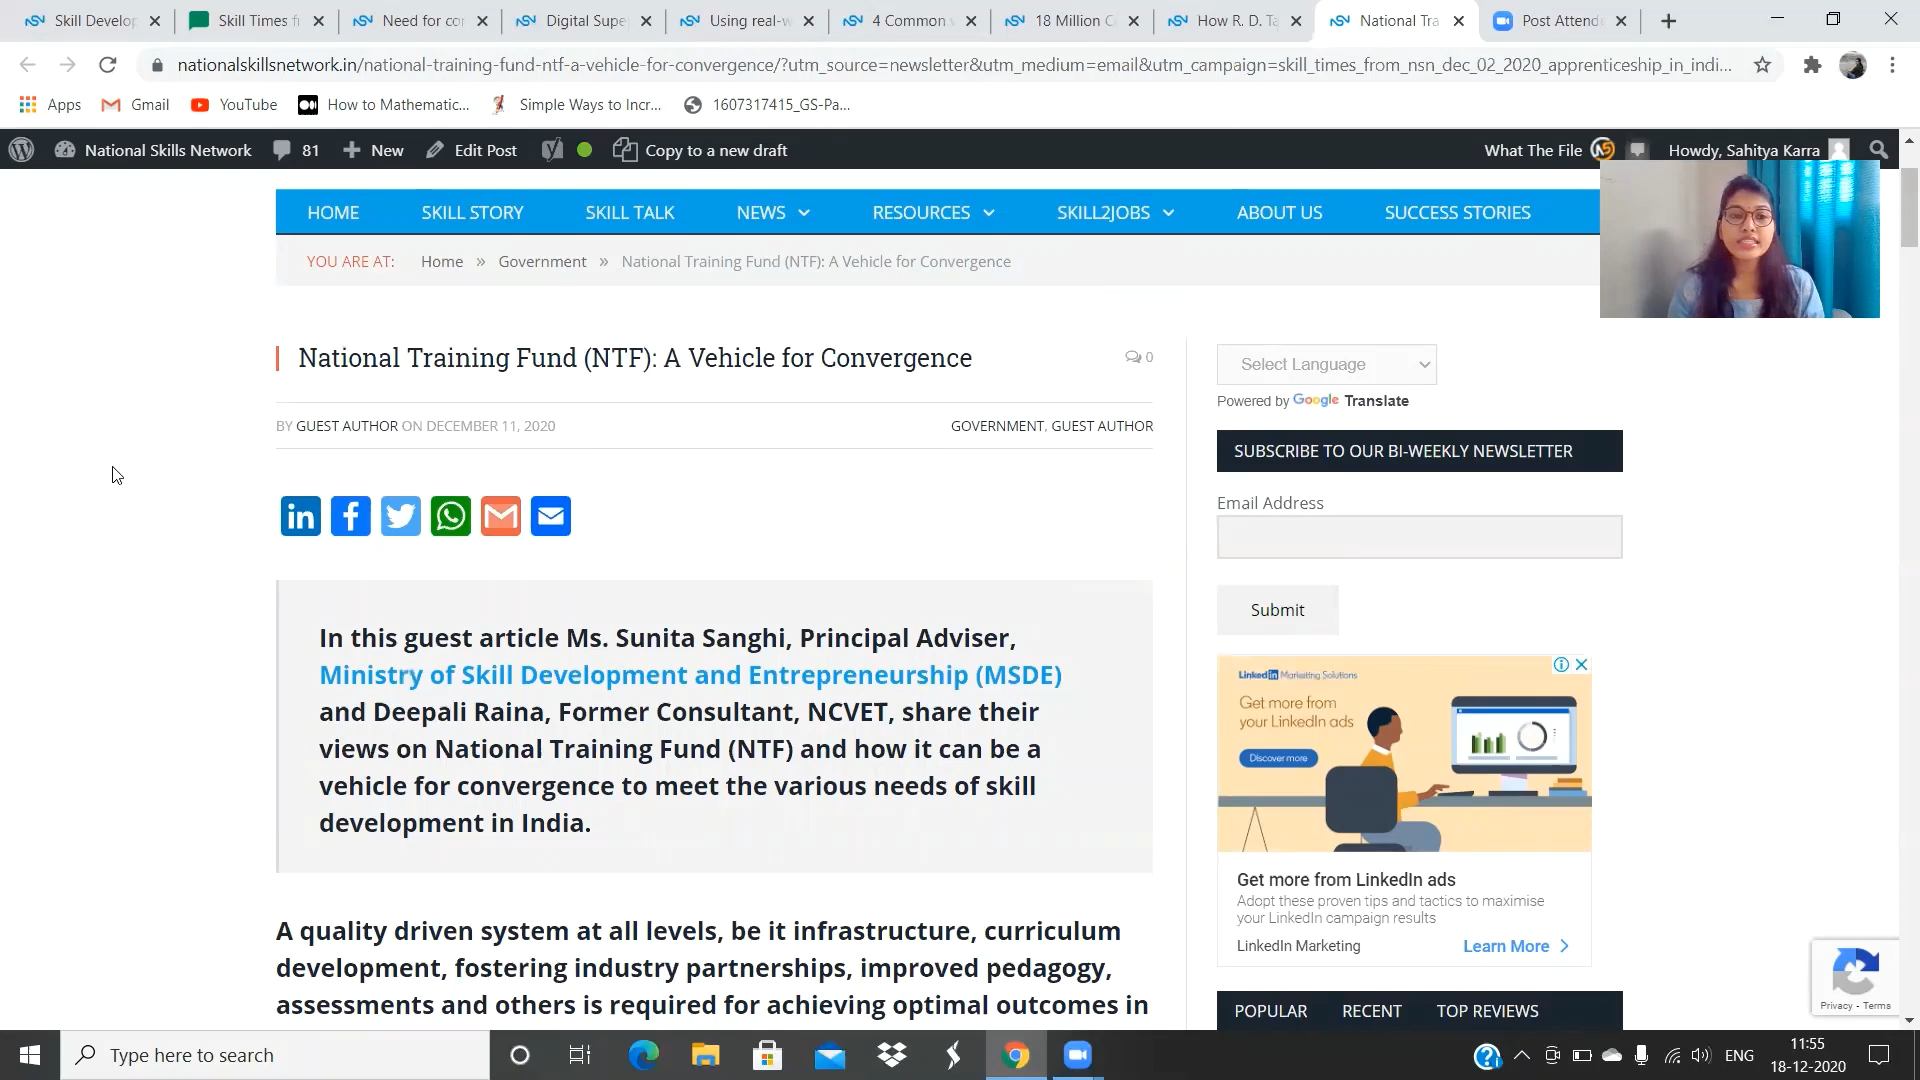 Skill Develop
Skill Times f
Need for co
Digital Supe
Using real-w
4 Common
18 Million C
How R. D. Ta
National Tra
Post Attende
nationalskillsnetwork.in/national-training-fund-ntf-a-vehicle-for-convergence/?utm_source=newsletter&utm_medium=email&utm_campaign=skill_times_from_nsn_dec_02_2020_apprenticeship_in_indi...
Apps
Gmail
YouTube
How to Mathematic...
Simple Ways to Incr...
1607317415_GS-Pa...
National Skills Network
81
New
Edit Post
Copy to a new draft
What The File
Howdy, Sahitya Karra
HOME
SKILL STORY
SKILL TALK
NEWS
RESOURCES
SKILL2JOBS
ABOUT US
SUCCESS STORIES
YOU ARE AT: Home » Government » National Training Fund (NTF): A Vehicle for Convergence
National Training Fund (NTF): A Vehicle for Convergence
0
BY GUEST AUTHOR ON DECEMBER 11, 2020
GOVERNMENT, GUEST AUTHOR
In this guest article Ms. Sunita Sanghi, Principal Adviser,
Ministry of Skill Development and Entrepreneurship (MSDE)
and Deepali Raina, Former Consultant, NCVET, share their
views on National Training Fund (NTF) and how it can be a
vehicle for convergence to meet the various needs of skill
development in India.
A quality driven system at all levels, be it infrastructure, curriculum
development, fostering industry partnerships, improved pedagogy,
assessments and others is required for achieving optimal outcomes in
Select Language
Powered by Google Translate
SUBSCRIBE TO OUR BI-WEEKLY NEWSLETTER
Email Address
Submit
LinkedIn Marketing Solutions
Get more from
your LinkedIn ads
Discover more
Get more from LinkedIn ads
Adopt these proven tips and tactics to maximise
your LinkedIn campaign results
LinkedIn Marketing
Learn More
POPULAR
RECENT
TOP REVIEWS
Privacy - Terms
Type here to search
ENG
11:55
18-12-2020